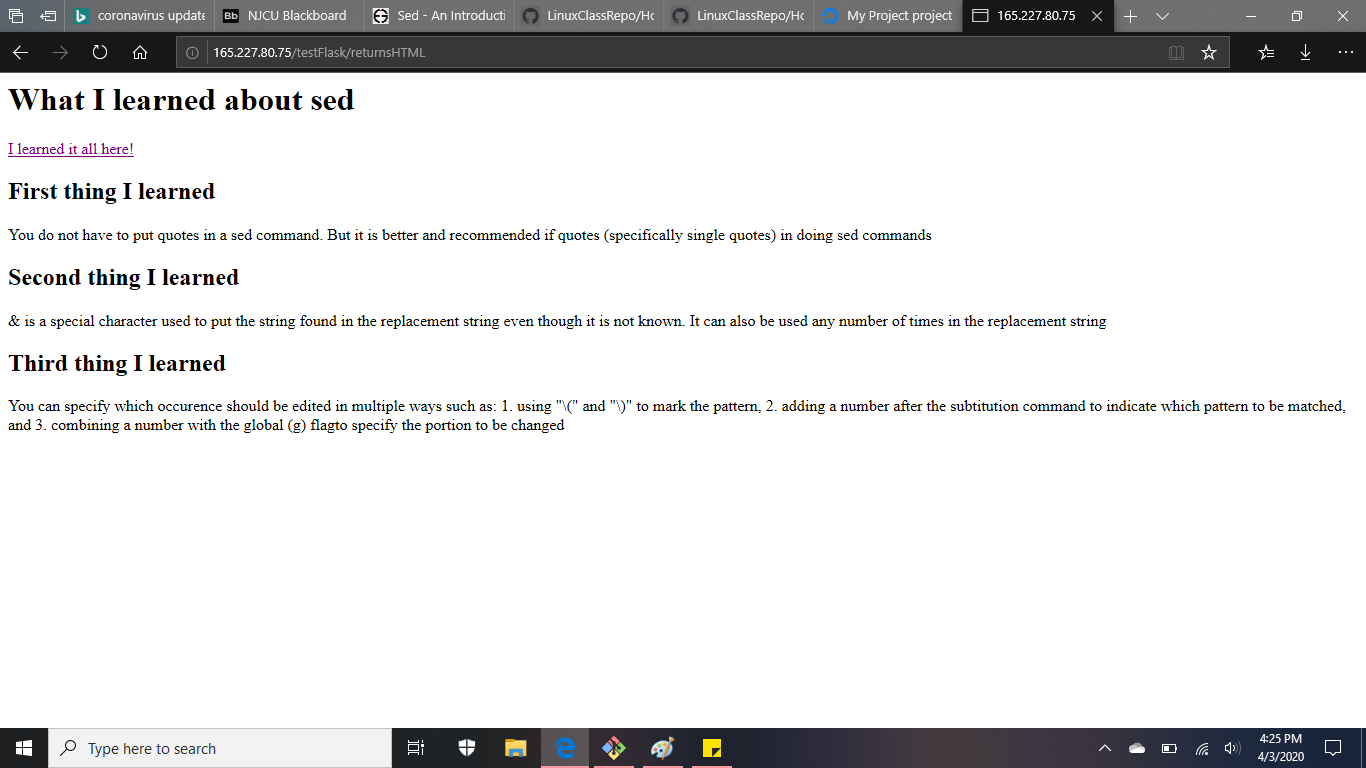 coronavirus update
NJCU Blackboard
Sed - An Introducti
LinuxClassRepo/Ho
LinuxClassRepo/Ho
My Project project
165.227.80.75
165.227.80.75/testFlask/returnsHTML
What I learned about sed
I learned it all here!
First thing I learned
You do not have to put quotes in a sed command. But it is better and recommended if quotes (specifically single quotes) in doing sed commands
Second thing I learned
& is a special character used to put the string found in the replacement string even though it is not known. It can also be used any number of times in the replacement string
Third thing I learned
You can specify which occurence should be edited in multiple ways such as: 1. using "\(" and "\)" to mark the pattern, 2. adding a number after the subtitution command to indicate which pattern to be matched,
and 3. combining a number with the global (g) flagto specify the portion to be changed
Type here to search
4:25 PM
4/3/2020